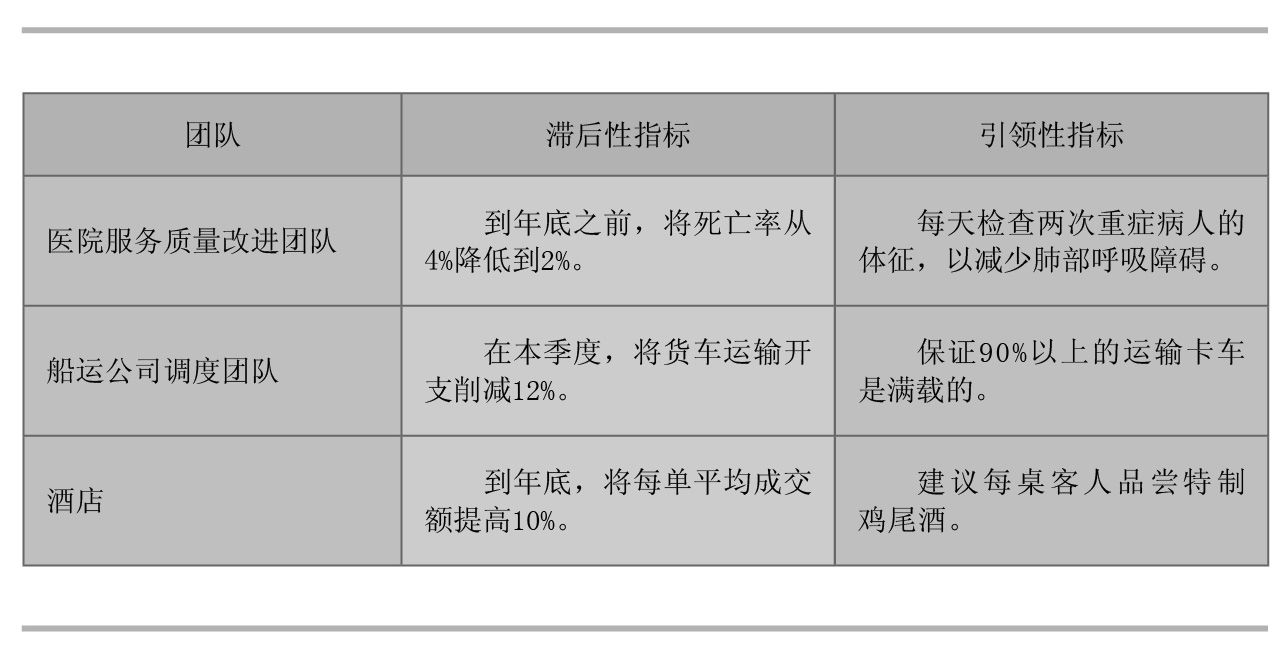 团队
滞后性指标
引领性指标
医院服务质量改进团队
到年底之前，将死亡率从
4%降低到2%。
每天检查两次重症病人的
体征，以减少肺部呼吸障碍。
船运公司调度团队
在本季度，将货车运输开
支削减12%。
保证90%以上的运输卡车
是满载的。
酒店
到年底，将每单平均成交
额提高10%。
建议每桌客人品尝特制
鸡尾酒。